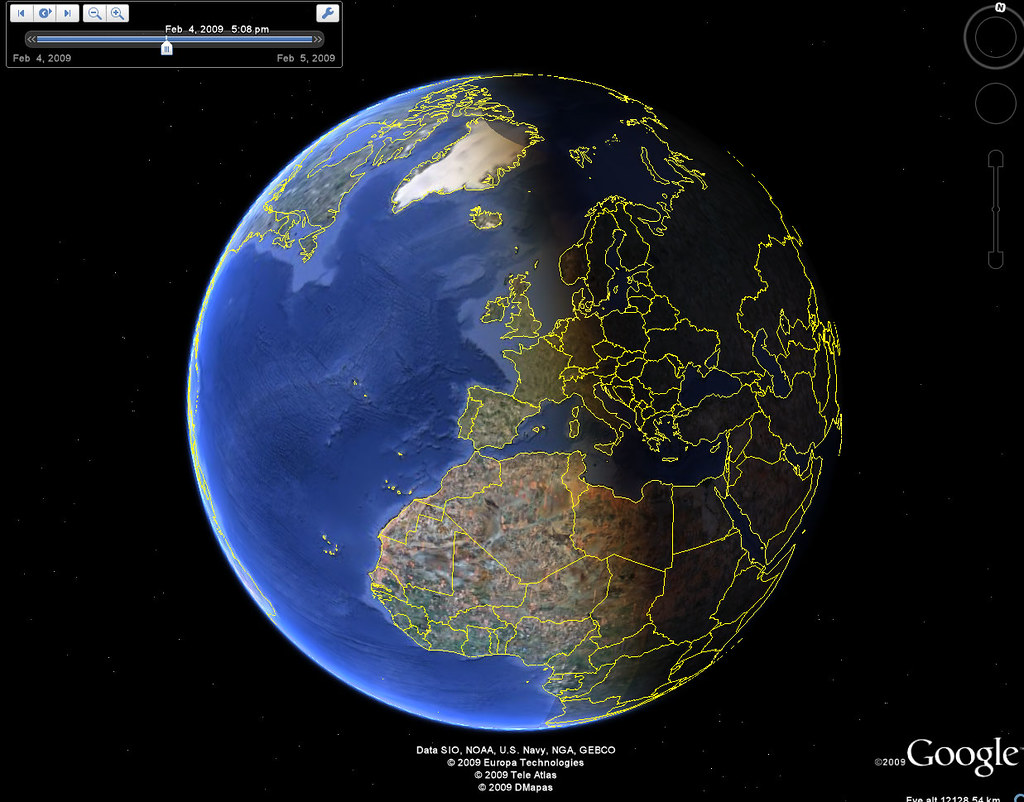 Feb 4, 2009 5:08 pm
Feb 4, 2009
Feb 5, 2009
N
Data SIO, NOAA, U.S. Navy, NGA, GEBCO
© 2009 Europa Technologies
© 2009 Tele Atlas
© 2009 DMapas
©2009 Google
Eye alt 12128.54 km